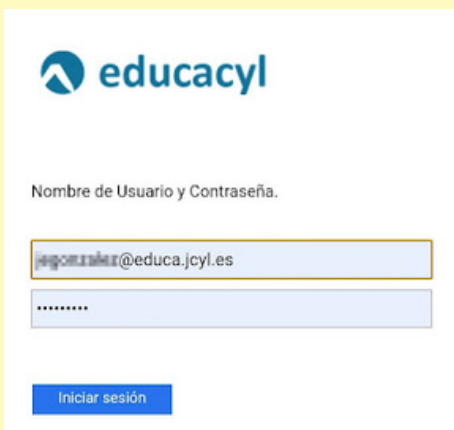 educacyl
Nombre de Usuario y Contraseña.
@educa.jcyl.es
Iniciar sesión